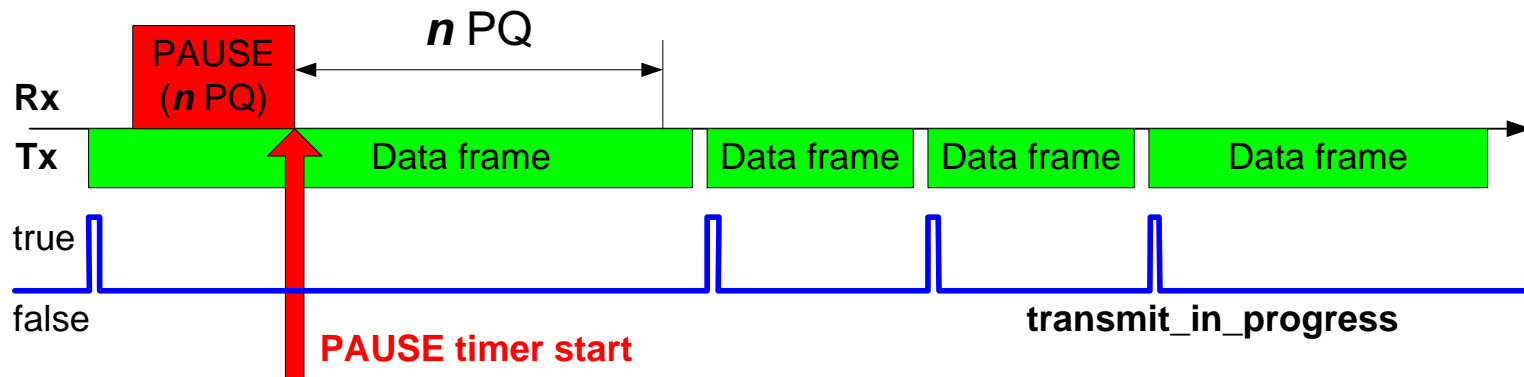 n PQ
PAUSE
(n PQ)
Rx
Tx
Data frame
Data frame
Data frame
Data frame
true
false
transmit_in_progress
PAUSE timer start